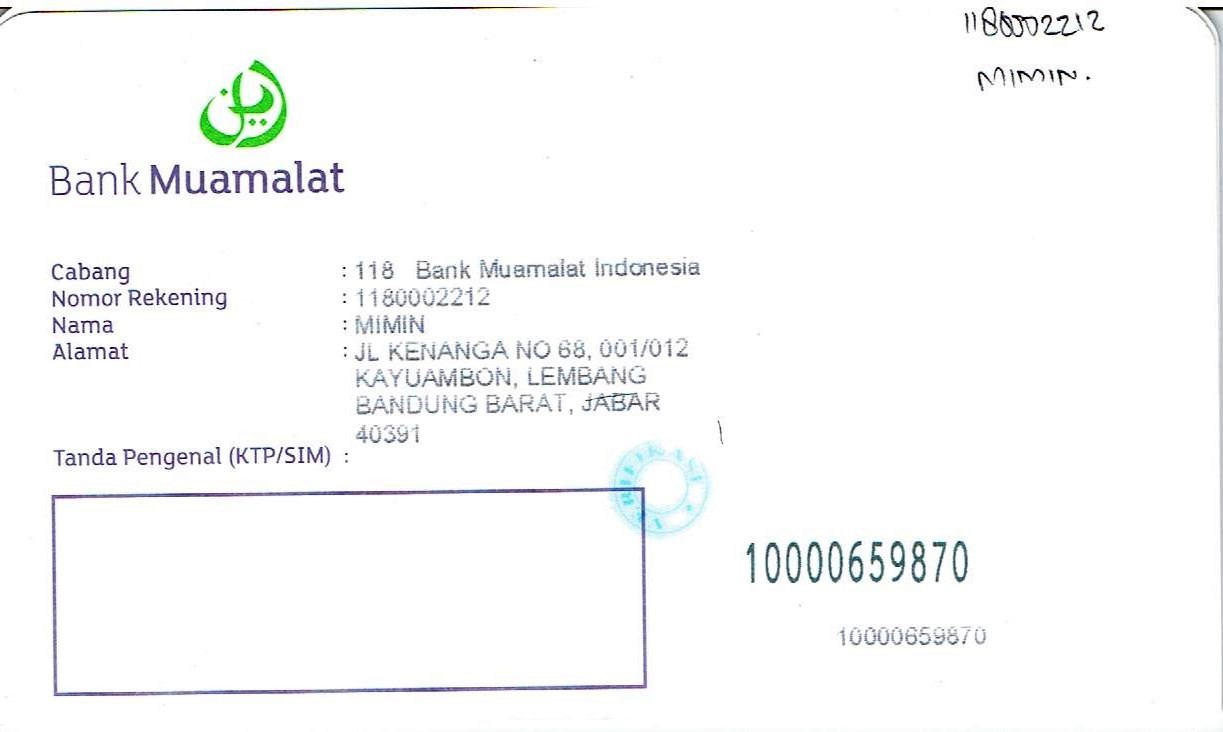 1180002212
MIMIN.
Bank Muamalat
Cabang : 118 Bank Muamalat Indonesia
Nomor Rekening : 1180002212
Nama : MIMIN
Alamat : JL KENANGA NO 68, 001/012
KAYUAMBON, LEMBANG
BANDUNG BARAT, JABAR
40391
Tanda Pengenal (KTP/SIM) :
VERIFIKASI
10000659870
10000659870